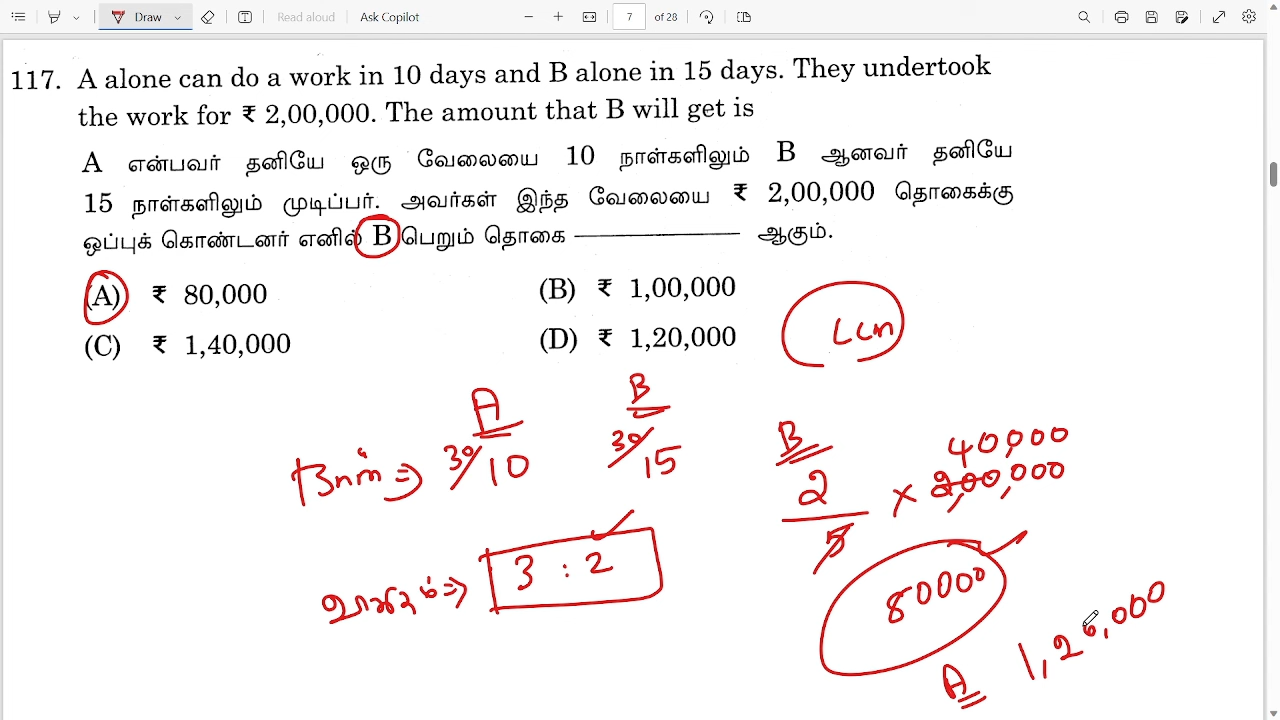 Draw
Read aloud
Ask Copilot
7
of 28
117. A alone can do a work in 10 days and B alone in 15 days. They undertook
the work for ₹ 2,00,000. The amount that B will get is
A என்பவர் தனியே ஒரு வேலையை 10 நாள்களிலும் B ஆனவர் தனியே
15 நாள்களிலும் முடிப்பர். அவர்கள் இந்த வேலையை ₹ 2,00,000 தொகைக்கு
ஒப்புக் கொண்டனர் எனில் B பெறும் தொகை ———————— ஆகும்.
(A) ₹ 80,000
(B) ₹ 1,00,000
(C) ₹ 1,40,000
(D) ₹ 1,20,000
LCM
A B
30/10 30/15
3 : 2
B
2/5 × 2,00,000
40,000
80000
A 1,20,000